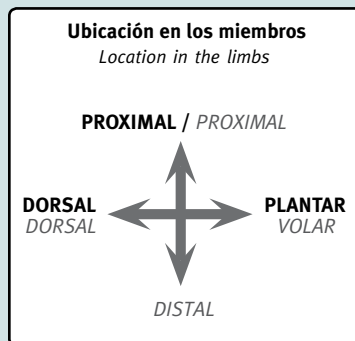 Ubicación en los miembros
Location in the limbs
PROXIMAL / PROXIMAL
DORSAL
DORSAL
PLANTAR
VOLAR
DISTAL